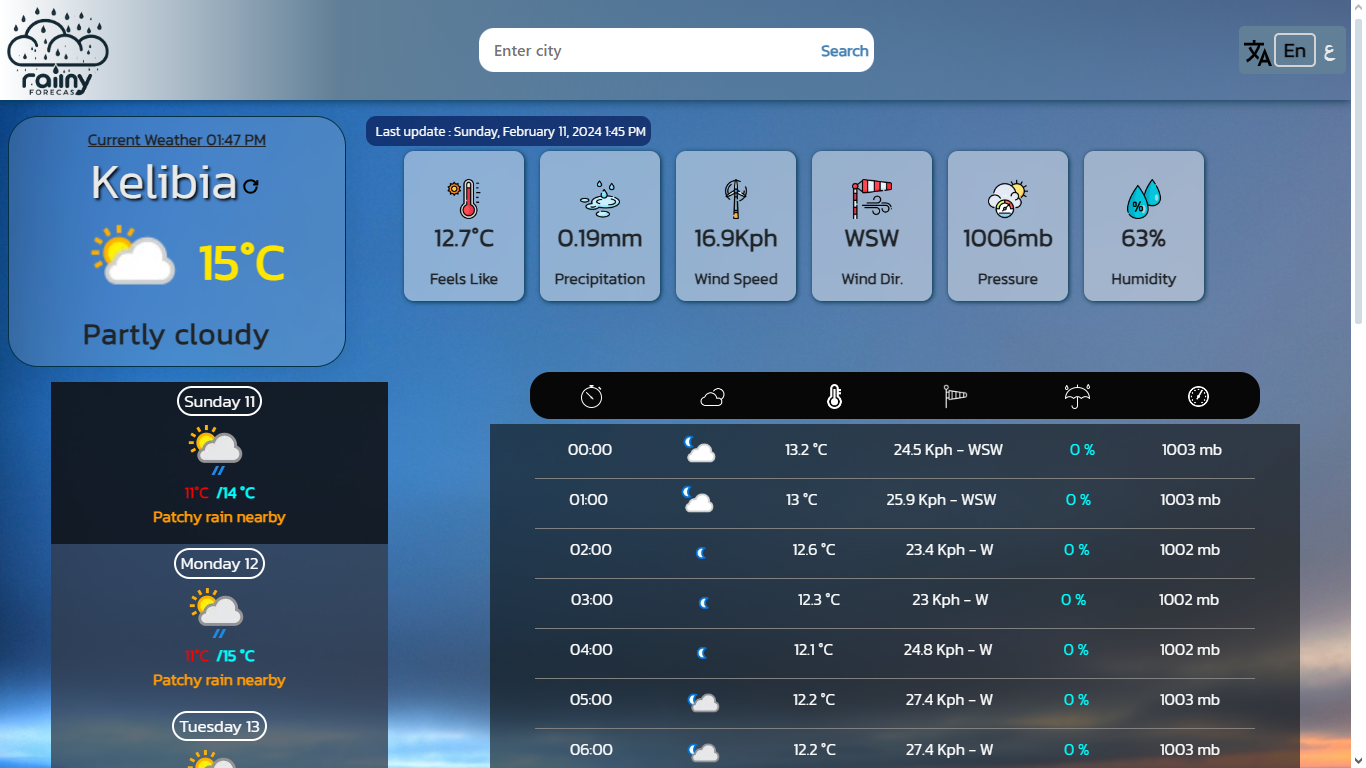 raiiny
FORECAS
Enter city
Search
En
ع
Current Weather 01:47 PM
Kelibia
15°C
Partly cloudy
Last update : Sunday, February 11, 2024 1:45 PM
12.7°C
Feels Like
0.19mm
Precipitation
16.9Kph
Wind Speed
WSW
Wind Dir.
1006mb
Pressure
%
63%
Humidity
Sunday 11
11°C /14 °C
Patchy rain nearby
Monday 12
11°C /15 °C
Patchy rain nearby
Tuesday 13
00:00 13.2 °C 24.5 Kph - WSW 0 % 1003 mb
01:00 13 °C 25.9 Kph - WSW 0 % 1003 mb
02:00 12.6 °C 23.4 Kph - W 0 % 1002 mb
03:00 12.3 °C 23 Kph - W 0 % 1002 mb
04:00 12.1 °C 24.8 Kph - W 0 % 1002 mb
05:00 12.2 °C 27.4 Kph - W 0 % 1003 mb
06:00 12.2 °C 27.4 Kph - W 0 % 1003 mb